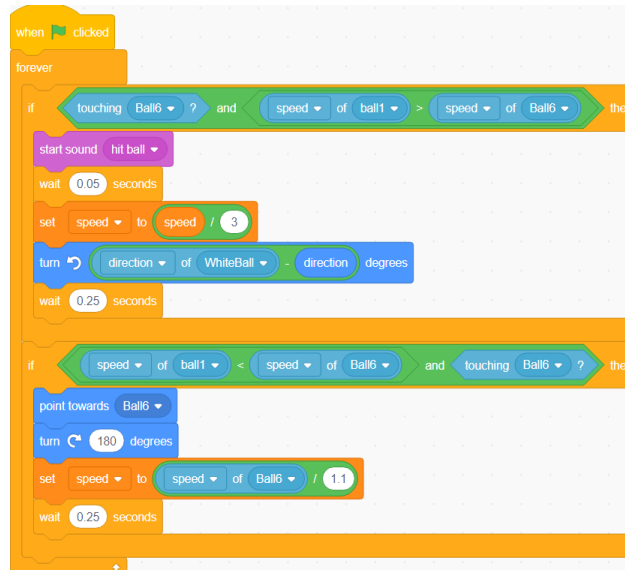 when clicked
forever
if touching Ball6 ? and speed of ball1 > speed of Ball6 the
start sound hit ball
wait 0.05 seconds
set speed to speed / 3
turn direction of WhiteBall - direction degrees
wait 0.25 seconds
if speed of ball1 < speed of Ball6 and touching Ball6 ? the
point towards Ball6
turn 180 degrees
set speed to speed of Ball6 / 1.1
wait 0.25 seconds